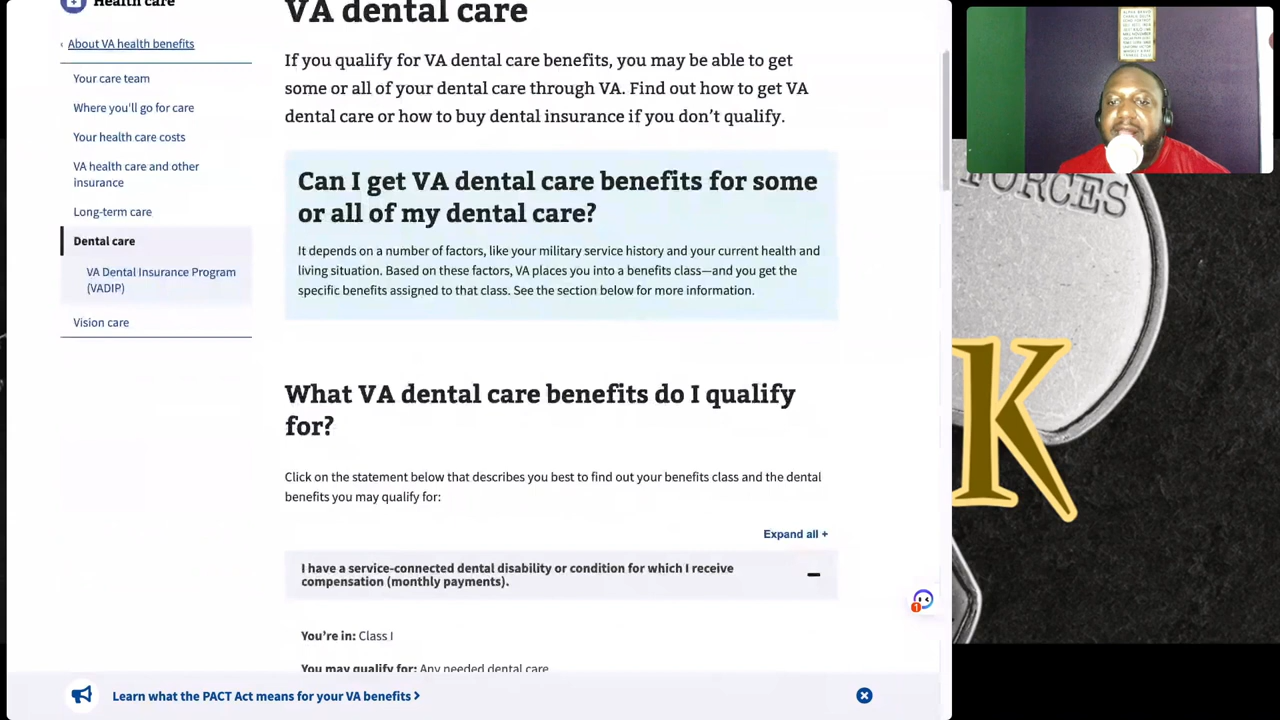 Health care
VA dental care
‹ About VA health benefits
Your care team
Where you'll go for care
Your health care costs
VA health care and other
insurance
Long-term care
Dental care
VA Dental Insurance Program
(VADIP)
Vision care
If you qualify for VA dental care benefits, you may be able to get
some or all of your dental care through VA. Find out how to get VA
dental care or how to buy dental insurance if you don’t qualify.
Can I get VA dental care benefits for some
or all of my dental care?
It depends on a number of factors, like your military service history and your current health and
living situation. Based on these factors, VA places you into a benefits class—and you get the
specific benefits assigned to that class. See the section below for more information.
What VA dental care benefits do I qualify
for?
Click on the statement below that describes you best to find out your benefits class and the dental
benefits you may qualify for:
Expand all +
I have a service-connected dental disability or condition for which I receive
compensation (monthly payments).
You’re in: Class I
You may qualify for: Any needed dental care
Learn what the PACT Act means for your VA benefits >
1
FORCES
K